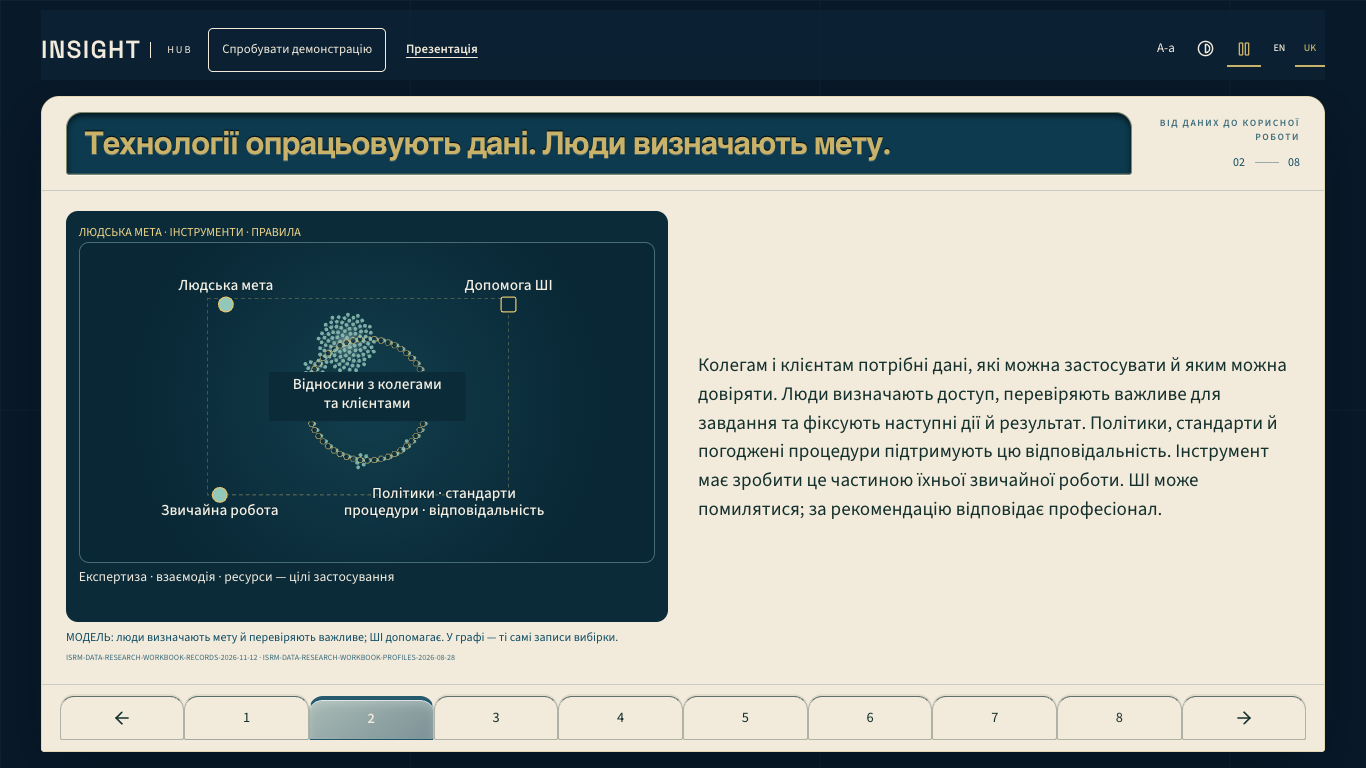 INSIGHT | HUB
Спробувати демонстрацію
Презентація
A-a
EN
UK
Технології опрацьовують дані. Люди визначають мету.
ВІД ДАНИХ ДО КОРИСНОЇ
РОБОТИ
02 — 08
ЛЮДСЬКА МЕТА · ІНСТРУМЕНТИ · ПРАВИЛА
Людська мета
Допомога ШІ
Відносини з колегами
та клієнтами
Звичайна робота
Політики · стандарти
процедури · відповідальність
Експертиза · взаємодія · ресурси — цілі застосування
МОДЕЛЬ: люди визначають мету й перевіряють важливе; ШІ допомагає. У графі — ті самі записи вибірки.
ISRM-DATA-RESEARCH-WORKBOOK-RECORDS-2026-11-12 · ISRM-DATA-RESEARCH-WORKBOOK-PROFILES-2026-08-28
Колегам і клієнтам потрібні дані, які можна застосувати й яким можна
довіряти. Люди визначають доступ, перевіряють важливе для
завдання та фіксують наступні дії й результат. Політики, стандарти й
погоджені процедури підтримують цю відповідальність. Інструмент
має зробити це частиною їхньої звичайної роботи. ШІ може
помилятися; за рекомендацію відповідає професіонал.
← 1 2 3 4 5 6 7 8 →